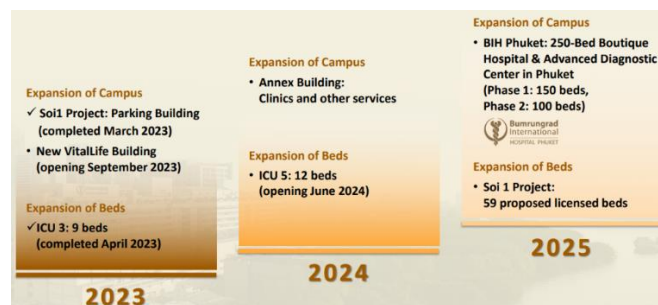 Expansion of Campus
✓ Soi1 Project: Parking Building
(completed March 2023)
• New VitalLife Building
(opening September 2023)
Expansion of Beds
✓ICU 3: 9 beds
(completed April 2023)
2023
Expansion of Campus
• Annex Building:
Clinics and other services
Expansion of Beds
• ICU 5: 12 beds
(opening June 2024)
2024
Expansion of Campus
• BIH Phuket: 250-Bed Boutique
Hospital & Advanced Diagnostic
Center in Phuket
(Phase 1: 150 beds,
Phase 2: 100 beds)
Bumrungrad
International
HOSPITAL PHUKET
Expansion of Beds
• Soi 1 Project:
59 proposed licensed beds
2025